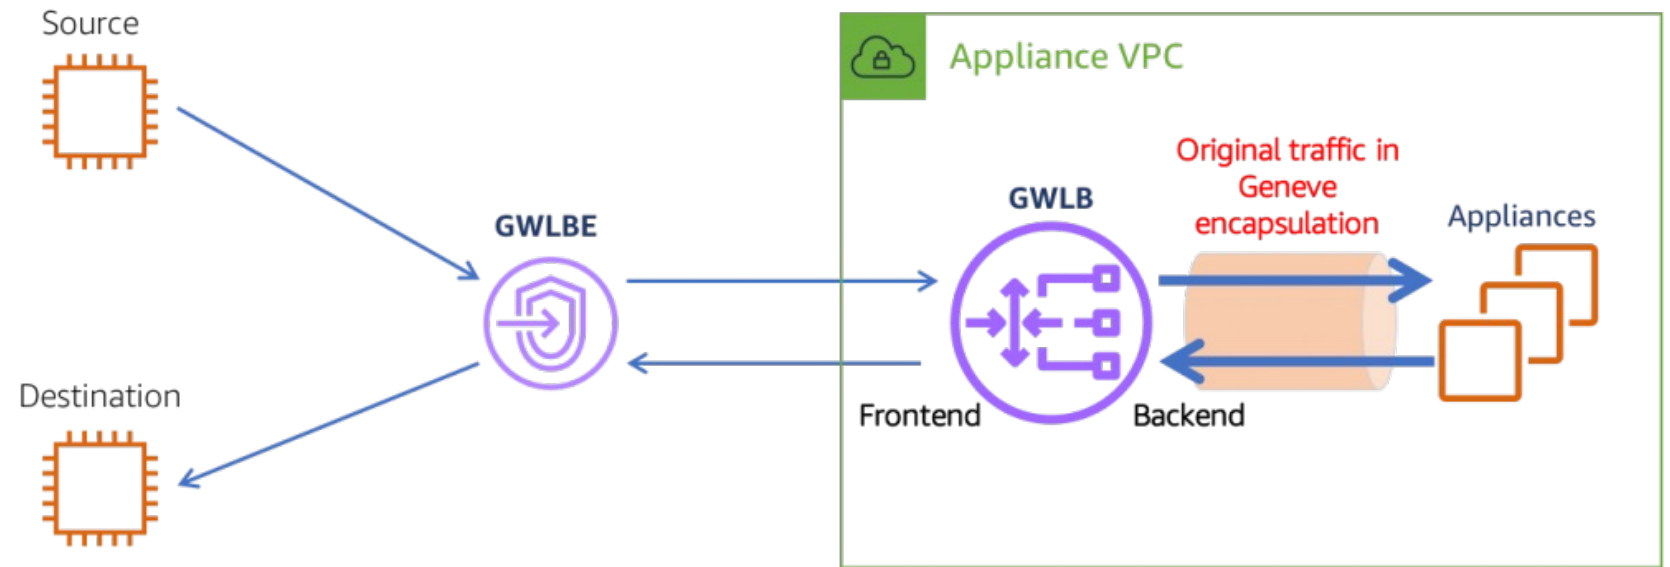 Source
Appliance VPC
Original traffic in
Geneve
encapsulation
GWLB
Appliances
GWLBE
Destination
Frontend
Backend